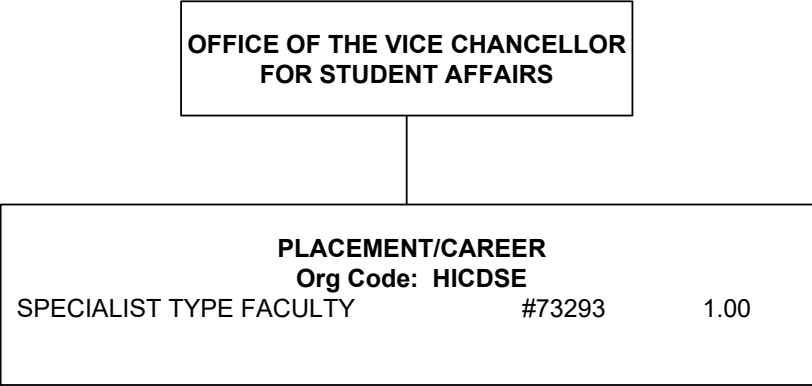 OFFICE OF THE VICE CHANCELLOR
FOR STUDENT AFFAIRS
PLACEMENT/CAREER
Org Code: HICDSE
SPECIALIST TYPE FACULTY #73293 1.00